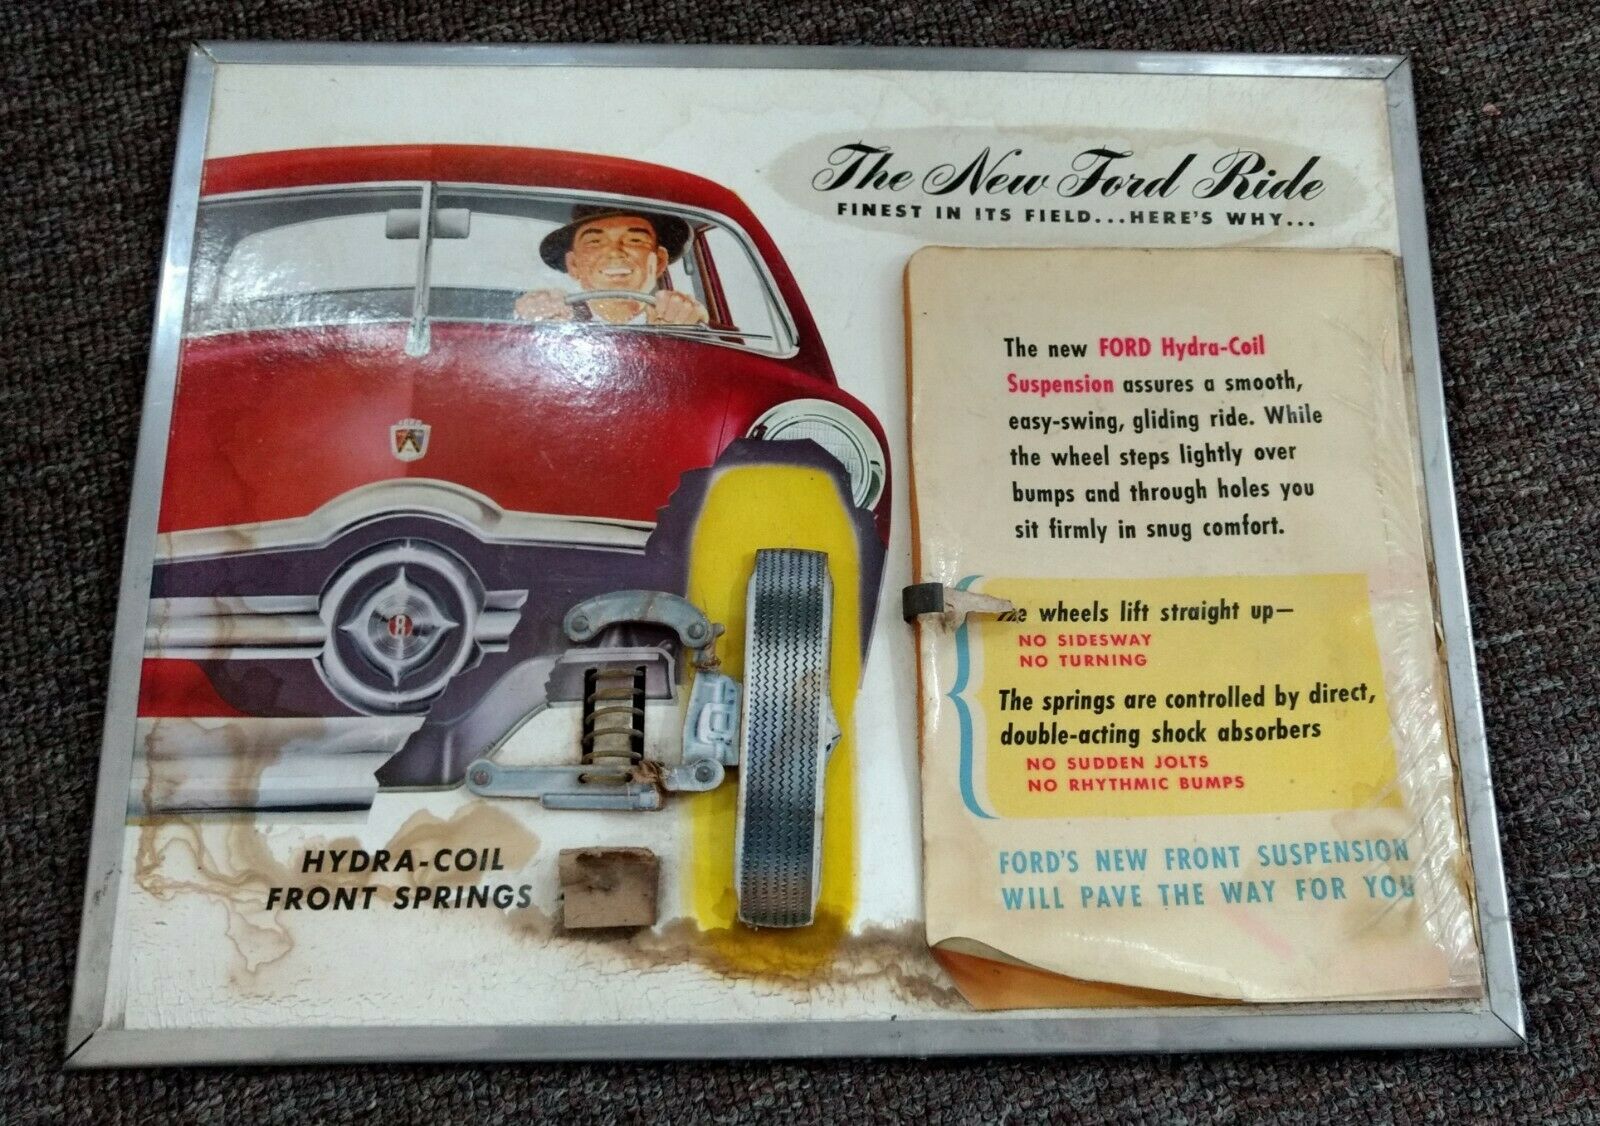 The New Ford Ride
FINEST IN ITS FIELD...HERE'S WHY...
The new FORD Hydra-Coil
Suspension assures a smooth,
easy-swing, gliding ride. While
the wheel steps lightly over
bumps and through holes you
sit firmly in snug comfort.
The wheels lift straight up—
NO SIDESWAY
NO TURNING
The springs are controlled by direct,
double-acting shock absorbers
NO SUDDEN JOLTS
NO RHYTHMIC BUMPS
FORD'S NEW FRONT SUSPENSION
WILL PAVE THE WAY FOR YOU
FORD
8
HYDRA-COIL
FRONT SPRINGS